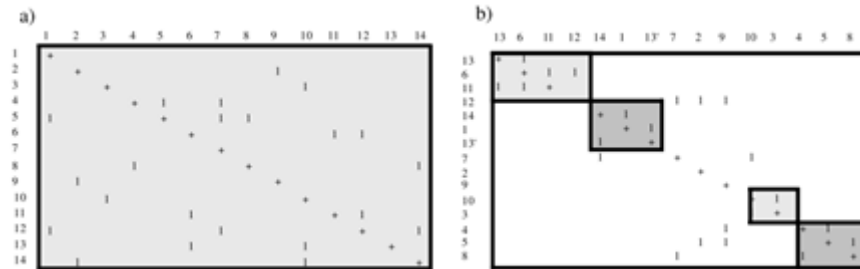 a)
1 2 3 4 5 6 7 8 9 10 11 12 13 14
1 +
2 + l
3 + l
4 + l l
5 l + l l
6 + l l
7 +
8 l + l
9 l +
10 l +
11 l + l
12 l l + l
13 l l +
14 l l +
b)
13 6 11 12 14 1 13' 7 2 9 10 3 4 5 8
13 + l
6 + l l
11 l l +
12 l l l
14 + l
1 + l
13' l +
7 l + l
2 +
9 +
10 + l
3 +
4 l + l
5 l l + l
8 l l +